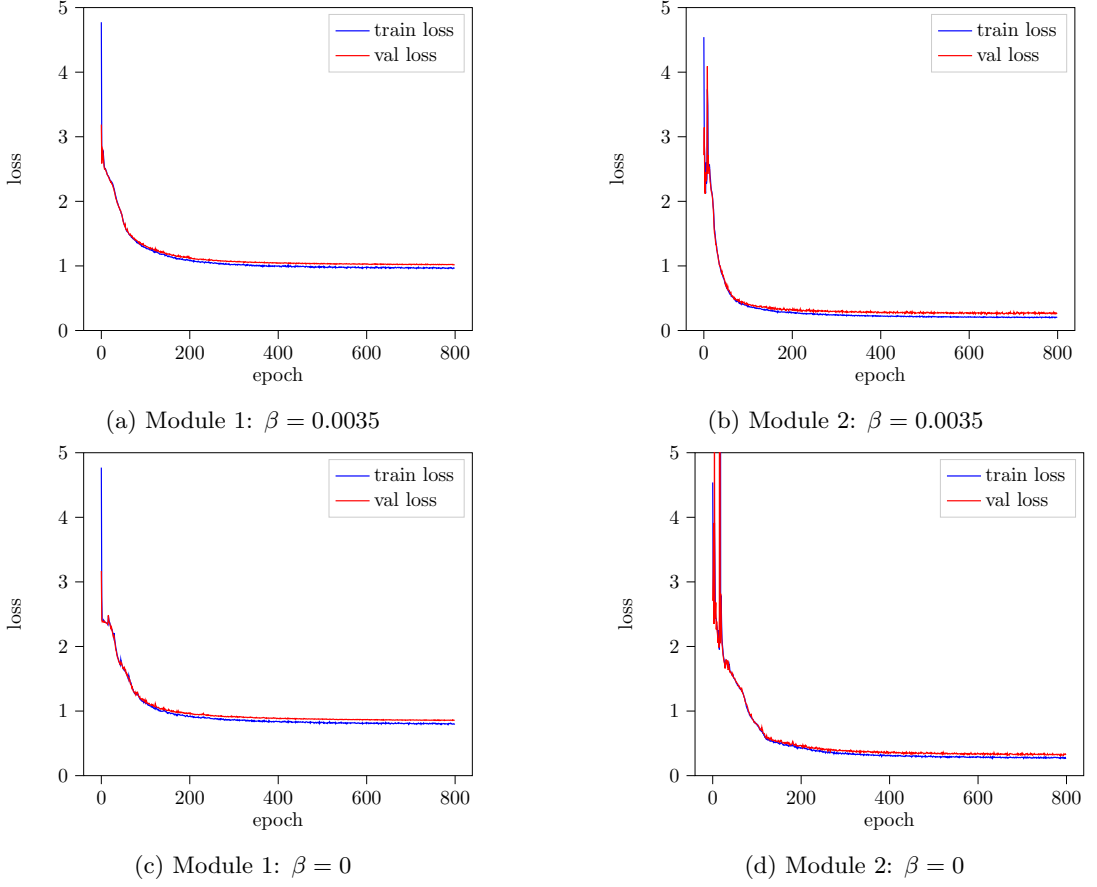 5
4
3
2
1
0
loss
train loss
val loss
0
200
400
600
800
epoch
(a) Module 1: β = 0.0035
5
4
3
2
1
0
loss
train loss
val loss
0
200
400
600
800
epoch
(b) Module 2: β = 0.0035
5
4
3
2
1
0
loss
train loss
val loss
0
200
400
600
800
epoch
(c) Module 1: β = 0
5
4
3
2
1
0
loss
train loss
val loss
0
200
400
600
800
epoch
(d) Module 2: β = 0